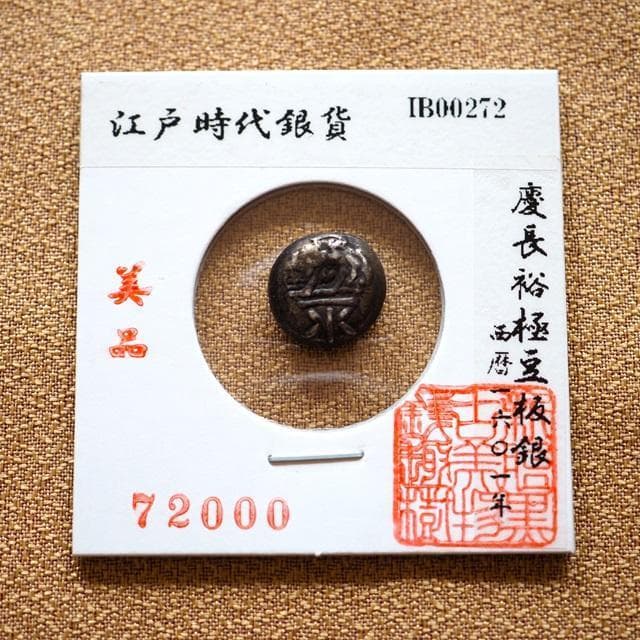 江戸時代銀貨
IB00272
慶長裕極豆板銀
西暦一六〇一年
美品
72000